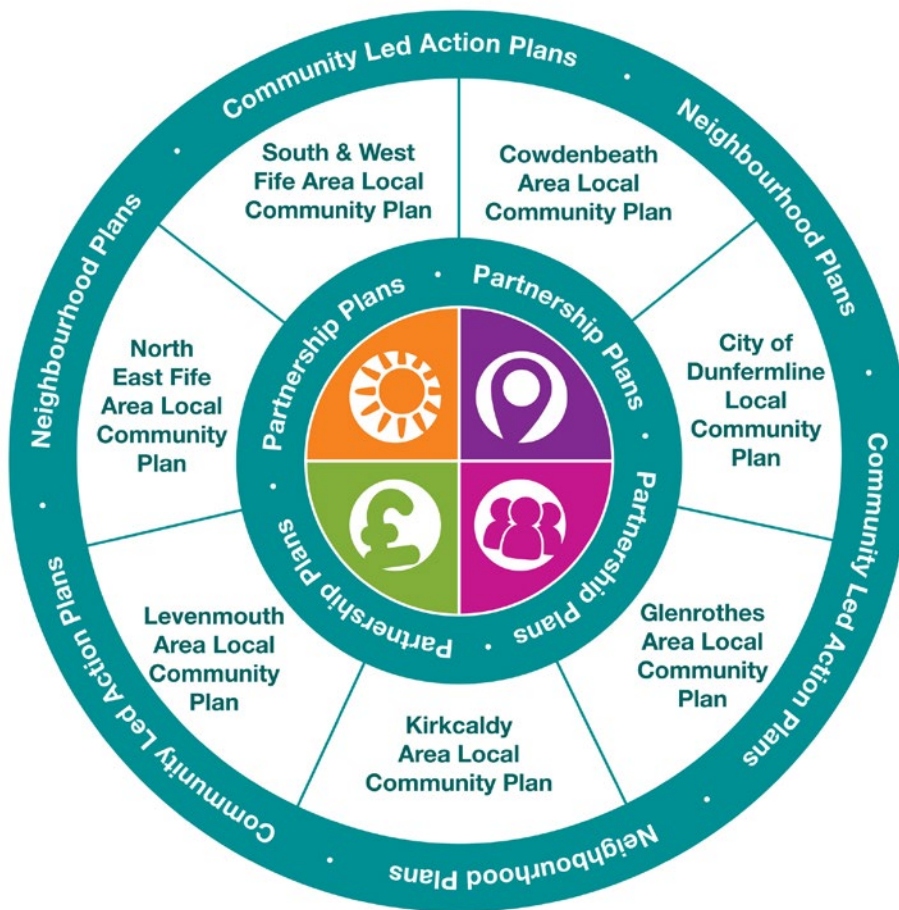 Community Led Action Plans
Neighbourhood Plans
Community Led Action Plans
Neighbourhood Plans
Community Led Action Plans
Neighbourhood Plans
South & West
Fife Area Local
Community Plan
Cowdenbeath
Area Local
Community Plan
City of
Dunfermline
Local
Community
Plan
Glenrothes
Area Local
Community
Plan
Kirkcaldy
Area Local
Community Plan
Levenmouth
Area Local
Community
Plan
North
East Fife
Area Local
Community
Plan
Partnership Plans
Partnership Plans
Partnership Plans
Partnership Plans
£